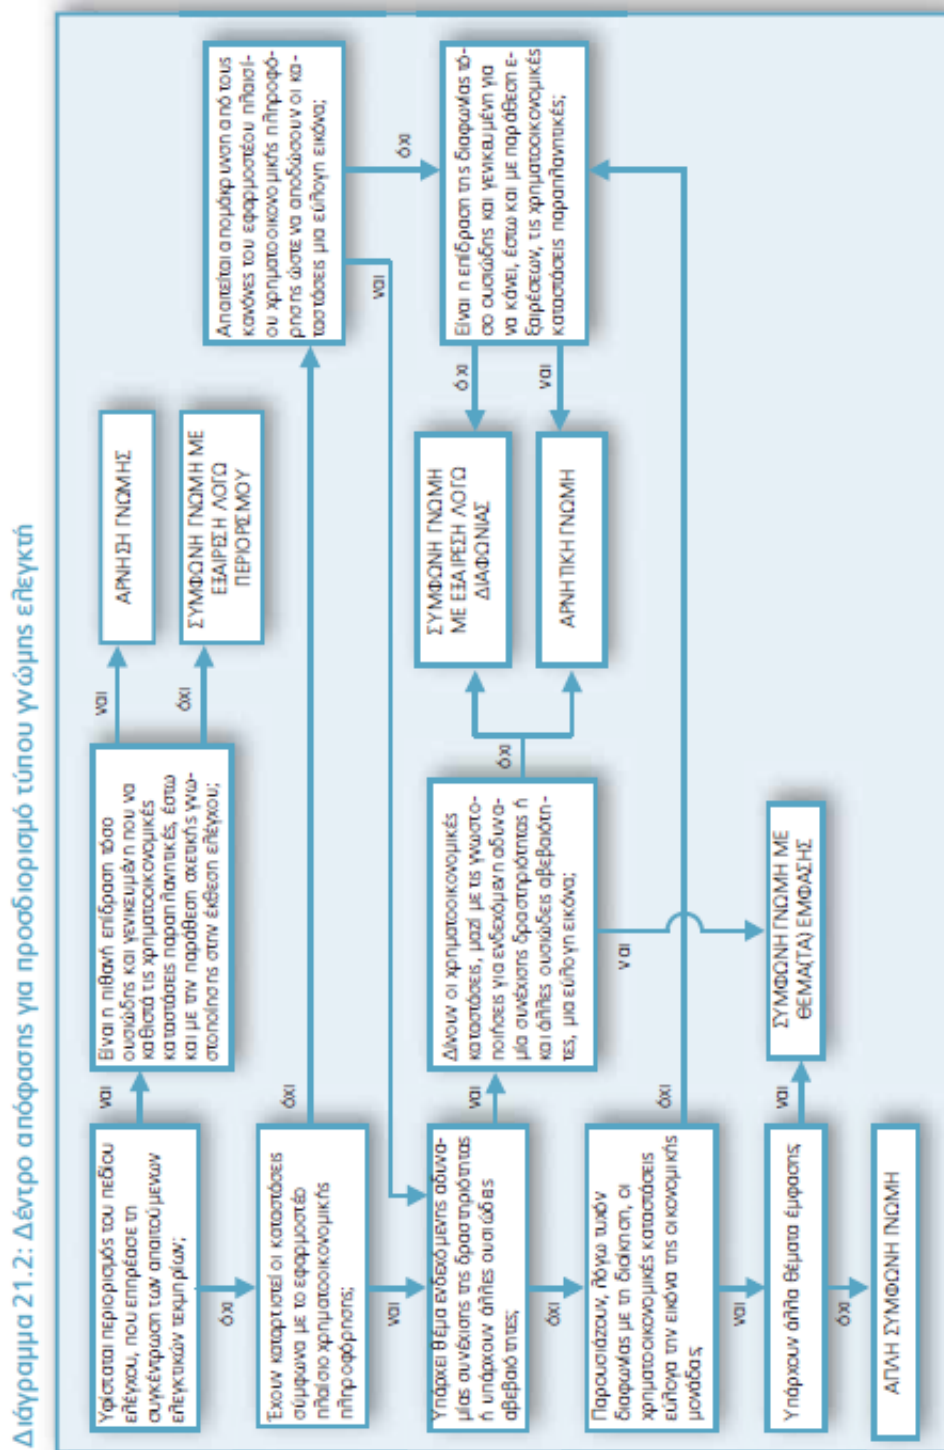 Διάγραμμα 21.2: Δέντρο απόφασης για προσδιορισμό τύπου γνώμης ελεγκτή
Υφίσταται περιορισμός του πεδίου
ελέγχου, που επηρέασε τη
συγκέντρωση των απαιτούμενων
ελεγκτικών τεκμηρίων;
ναι
όχι
Είναι η πιθανή επίδραση τόσο
ουσιώδης και γενικευμένη που να
καθιστά τις χρηματοοικονομικές
καταστάσεις παραπλανητικές, έστω
και με την παράθεση σχετικής γνω-
στοποίησης στην έκθεση ελέγχου;
ναι
όχι
ΑΡΝΗΣΗ ΓΝΩΜΗΣ
ΣΥΜΦΩΝΗ ΓΝΩΜΗ ΜΕ
ΕΞΑΙΡΕΣΗ ΛΟΓΩ
ΠΕΡΙΟΡΙΣΜΟΥ
Έχουν καταρτιστεί οι καταστάσεις
σύμφωνα με το εφαρμοστέο
πλαίσιο χρηματοοικονομικής
πληροφόρησης;
όχι
ναι
Απαιτείται απομάκρυνση από τους
κανόνες του εφαρμοστέου πλαισί-
ου χρηματοοικονομικής πληροφό-
ρησης ώστε να αποδώσουν οι κα-
ταστάσεις μια εύλογη εικόνα;
όχι
ναι
Υπάρχει θέμα ενδεχόμενης αδυνα-
μίας συνέχισης της δραστηριότητας
ή υπάρχουν άλλες ουσιώδεις
αβεβαιότητες;
ναι
όχι
Δίνουν οι χρηματοοικονομικές
καταστάσεις, μαζί με τις γνωστο-
ποιήσεις για ενδεχόμενη αδυνα-
μία συνέχισης δραστηριότητας ή
και άλλες ουσιώδεις αβεβαιότη-
τες, μια εύλογη εικόνα;
όχι
ναι
ΣΥΜΦΩΝΗ ΓΝΩΜΗ
ΜΕ ΕΞΑΙΡΕΣΗ ΛΟΓΩ
ΔΙΑΦΩΝΙΑΣ
ΑΡΝΗΤΙΚΗ ΓΝΩΜΗ
όχι
ναι
Είναι η επίδραση της διαφωνίας τό-
σο ουσιώδης και γενικευμένη για
να κάνει, έστω και με παράθεση ε-
ξαιρέσεων, τις χρηματοοικονομικές
καταστάσεις παραπλανητικές;
Παρουσιάζουν, λόγω τυχόν
διαφωνίας με τη διοίκηση, οι
χρηματοοικονομικές καταστάσεις
εύλογα την εικόνα της οικονομικής
μονάδας;
όχι
ναι
Υπάρχουν άλλα θέματα έμφασης;
ναι
όχι
ΣΥΜΦΩΝΗ ΓΝΩΜΗ ΜΕ
ΘΕΜΑ(ΤΑ) ΕΜΦΑΣΗΣ
ΑΠΛΗ ΣΥΜΦΩΝΗ ΓΝΩΜΗ